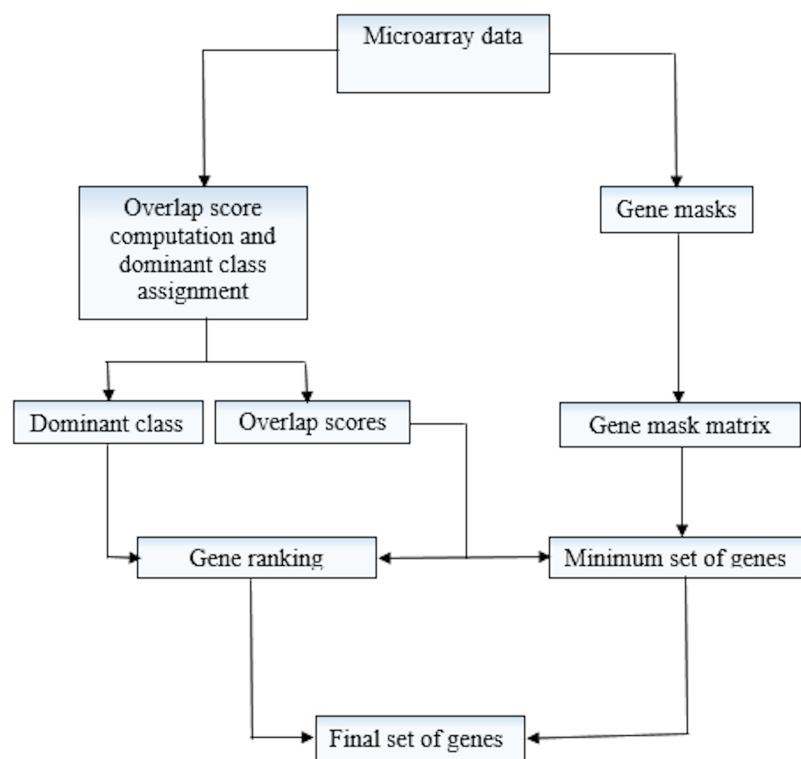 Microarray data
Overlap score
computation and
dominant class
assignment
Gene masks
Dominant class
Overlap scores
Gene mask matrix
Gene ranking
Minimum set of genes
Final set of genes